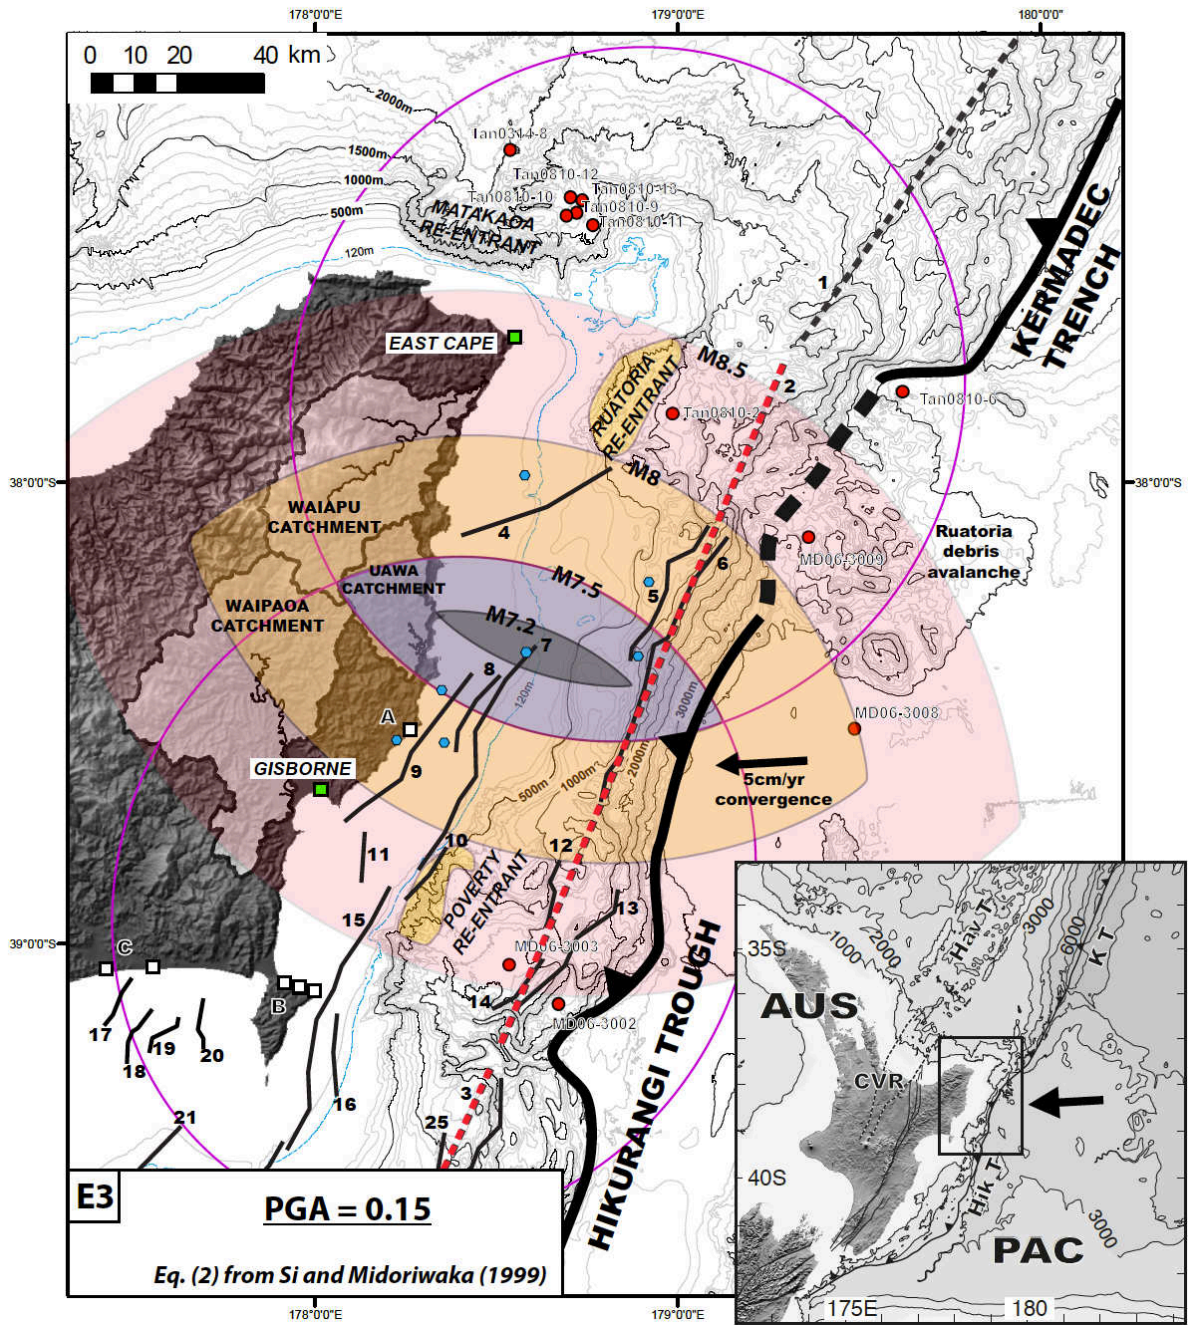 178°0'0"E
179°0'0"E
180°0'0"
0 10 20 40 km
2000m
1500m
1000m
500m
120m
Tan0314-8
Tan0810-12
Tan0810-13
Tan0810-10
Tan0810-9
Tan0810-11
MATAKAOA
RE-ENTRANT
1
KERMADEC
TRENCH
EAST CAPE
M8.5
2
RUATORIA
RE-ENTRANT
Tan0810-2
Tan0810-6
38°0'0"S
38°0'0"S
M8
WAIAPU
CATCHMENT
4
Ruatoria
debris
avalanche
MD06-3009
6
5
UAWA
CATCHMENT
M7.5
WAIPAOA
CATCHMENT
M7.2
7
8
120m
3000m
A
MD06-3008
GISBORNE
9
2000m
1000m
500m
5cm/yr
convergence
10
11
12
POVERTY
RE-ENTRANT
13
15
39°0'0"S
C
MD06-3003
14
B
MD06-3002
HIKURANGI TROUGH
17
18
19
20
16
3
21
25
E3
PGA = 0.15
Eq. (2) from Si and Midoriwaka (1999)
35S
1000
2000
Hav T
3000
6000
K T
AUS
CVR
40S
Hik T
3000
PAC
175E
180
178°0'0"E
179°0'0"E